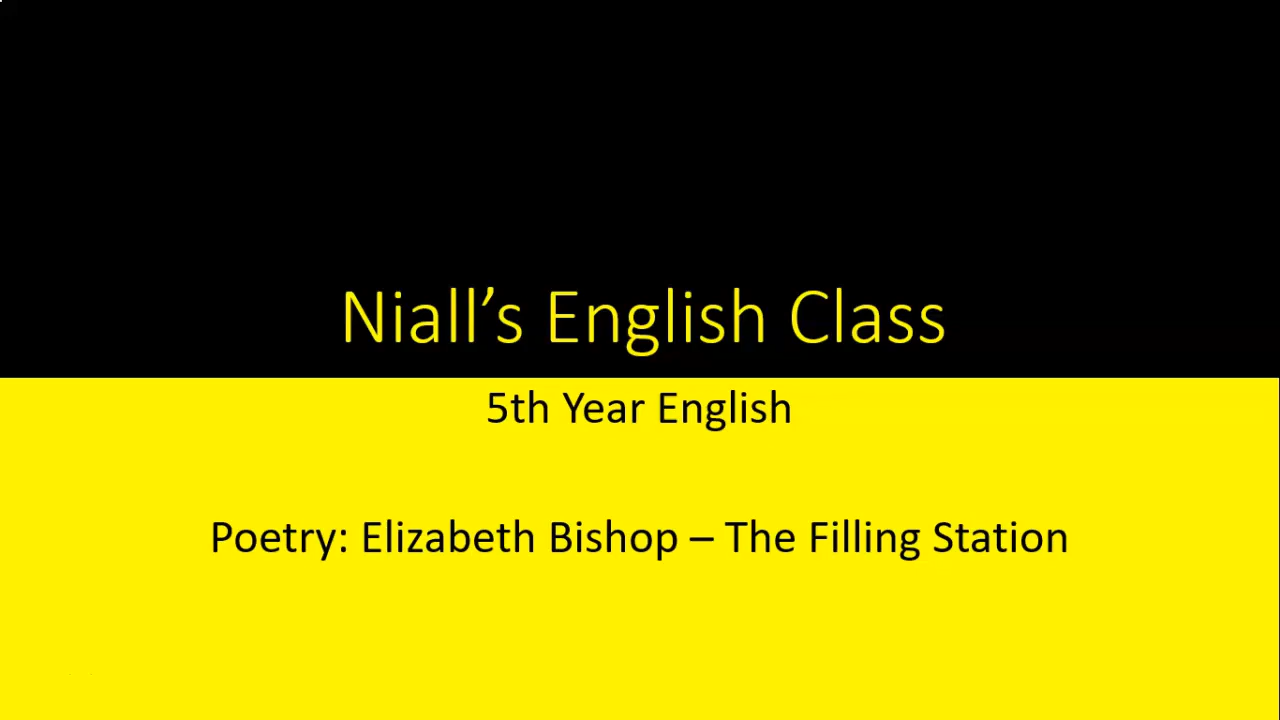 Niall’s English Class
5th Year English
Poetry: Elizabeth Bishop – The Filling Station